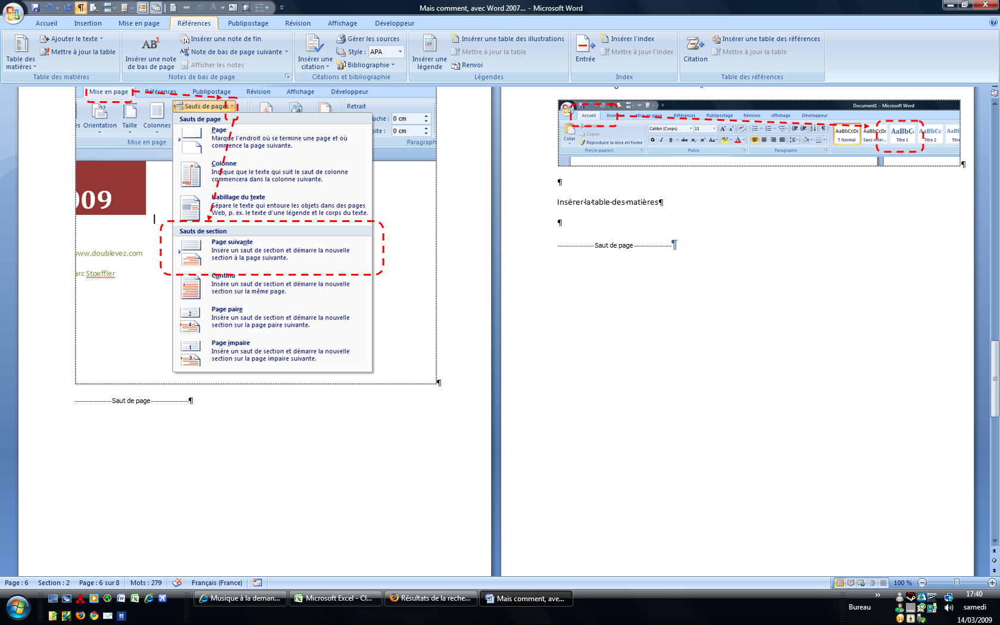 Mais comment, avec Word 2007... - Microsoft Word
Accueil Insertion Mise en page Références Publipostage Révision Affichage Développeur
Table des matières
Ajouter le texte
Mettre à jour la table
Table des matières
AB1
Insérer une note de bas de page
Insérer une note de fin
Note de bas de page suivante
Afficher les notes
Notes de bas de page
Insérer une citation
Gérer les sources
Style : APA
Bibliographie
Citations et bibliographie
Insérer une légende
Insérer une table des illustrations
Mettre à jour la table
Renvoi
Légendes
Entrée
Insérer l'index
Mettre à jour l'index
Index
Citation
Insérer une table des références
Mettre à jour la table
Table des références
Mise en page Références Publipostage Révision Affichage Développeur
Orientation Taille Colonnes
Sauts de pages
Retrait
uche : 0 cm
oite : 0 cm
Mise en page
Paragraph
Sauts de page
Page
Marque l'endroit où se termine une page et où
commence la page suivante.
Colonne
Indique que le texte qui suit le saut de colonne
commencera dans la colonne suivante.
Habillage du texte
Sépare le texte qui entoure les objets dans des pages
Web, p. ex. le texte d'une légende et le corps du texte.
Sauts de section
Page suivante
Insère un saut de section et démarre la nouvelle
section à la page suivante.
Continu
Insère un saut de section et démarre la nouvelle
section sur la même page.
Page paire
Insère un saut de section et démarre la nouvelle
section sur la page paire suivante.
Page impaire
Insère un saut de section et démarre la nouvelle
section sur la page impaire suivante.
009
www.doublevez.com
arc Stoeffler
¶
Saut de page ¶
Document1 - Microsoft Word
Accueil Insertion Mise en page Références Publipostage Révision Affichage Développeur
Coller
Couper
Copier
Reproduire la mise en forme
Presse-papiers
Calibri (Corps) 11
G I S abc x₂ x² Aa
Police
Paragraphe
AaBbCcDc AaBbCcDc AaBbC AaBbCc AaBb
¶ Normal Sans inter... Titre 1 Titre 2 Titre
¶
¶
Insérer·la·table·des·matières¶
¶
Saut de page ¶
Page : 6 Section : 2 Page : 6 sur 8 Mots : 279 Français (France) 100 %
Musique à la deman... Microsoft Excel - Cl... Résultats de la reche... Mais comment, ave...
Bureau
17:40
samedi
14/03/2009